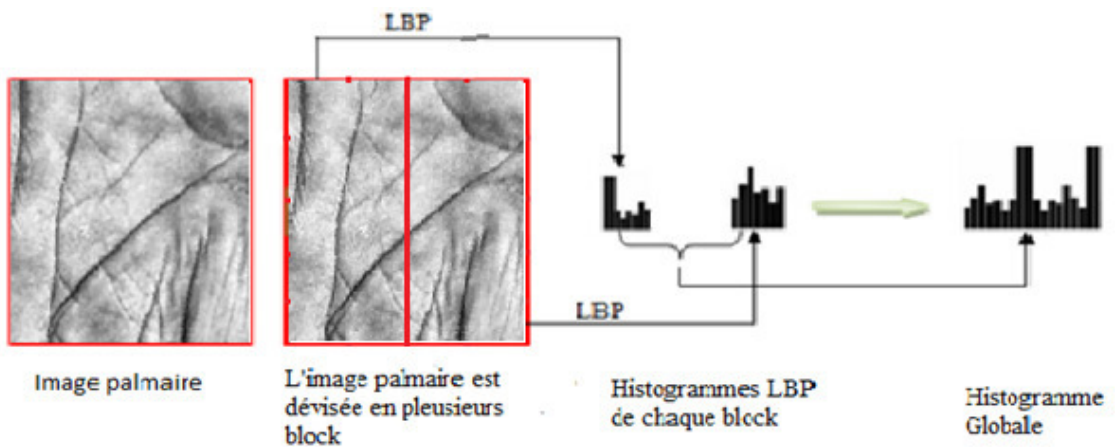 LBP
LBP
Image palmaire
L'image palmaire est
dévisée en pleusieurs
block
Histogrammes LBP
de chaque block
Histogramme
Globale